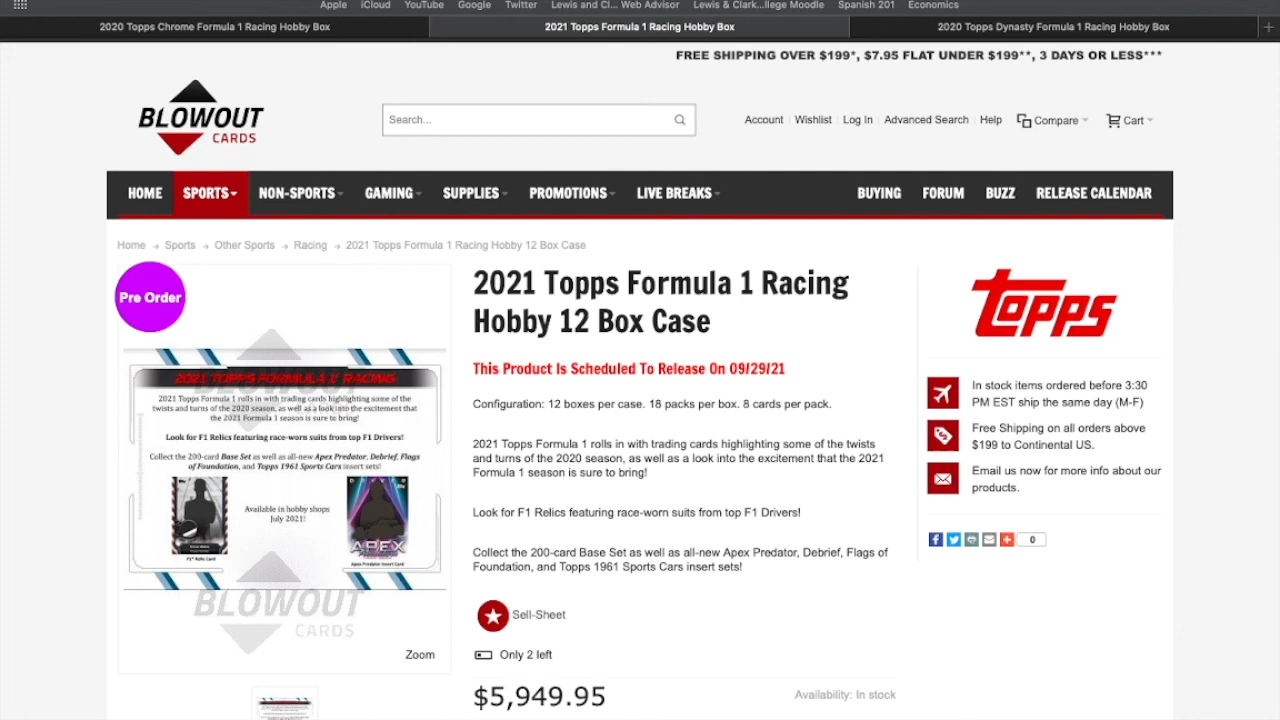 Apple iCloud YouTube Google Twitter Lewis and Cl... Web Advisor Lewis & Clark...llege Moodle Spanish 201 Economics
2020 Topps Chrome Formula 1 Racing Hobby Box
2021 Topps Formula 1 Racing Hobby Box
2020 Topps Dynasty Formula 1 Racing Hobby Box
FREE SHIPPING OVER $199*, $7.95 FLAT UNDER $199**, 3 DAYS OR LESS***
BLOWOUT
CARDS
Search...
Account Wishlist Log In Advanced Search Help Compare Cart
HOME SPORTS NON-SPORTS GAMING SUPPLIES PROMOTIONS LIVE BREAKS BUYING FORUM BUZZ RELEASE CALENDAR
Home → Sports → Other Sports → Racing → 2021 Topps Formula 1 Racing Hobby 12 Box Case
Pre Order
2021 TOPPS FORMULA 1 RACING
2021 Topps Formula 1 rolls in with trading cards highlighting some of the
twists and turns of the 2020 season, as well as a look into the excitement that
the 2021 Formula 1 season is sure to bring!
Look for F1 Relics featuring race-worn suits from top F1 Drivers!
Collect the 200-card Base Set as well as all-new Apex Predator, Debrief, Flags
of Foundation, and Topps 1961 Sports Cars insert sets!
Available in hobby shops
July 2021!
APEX
F1 Relic Card
Apex Predator Insert Card
BLOWOUT
CARDS
Zoom
2021 Topps Formula 1 Racing
Hobby 12 Box Case
This Product Is Scheduled To Release On 09/29/21
Configuration: 12 boxes per case. 18 packs per box. 8 cards per pack.
2021 Topps Formula 1 rolls in with trading cards highlighting some of the twists
and turns of the 2020 season, as well as a look into the excitement that the 2021
Formula 1 season is sure to bring!
Look for F1 Relics featuring race-worn suits from top F1 Drivers!
Collect the 200-card Base Set as well as all-new Apex Predator, Debrief, Flags of
Foundation, and Topps 1961 Sports Cars insert sets!
Sell-Sheet
Only 2 left
$5,949.95
Availability: In stock
topps
In stock items ordered before 3:30
PM EST ship the same day (M-F)
Free Shipping on all orders above
$199 to Continental US.
Email us now for more info about our
products.
0